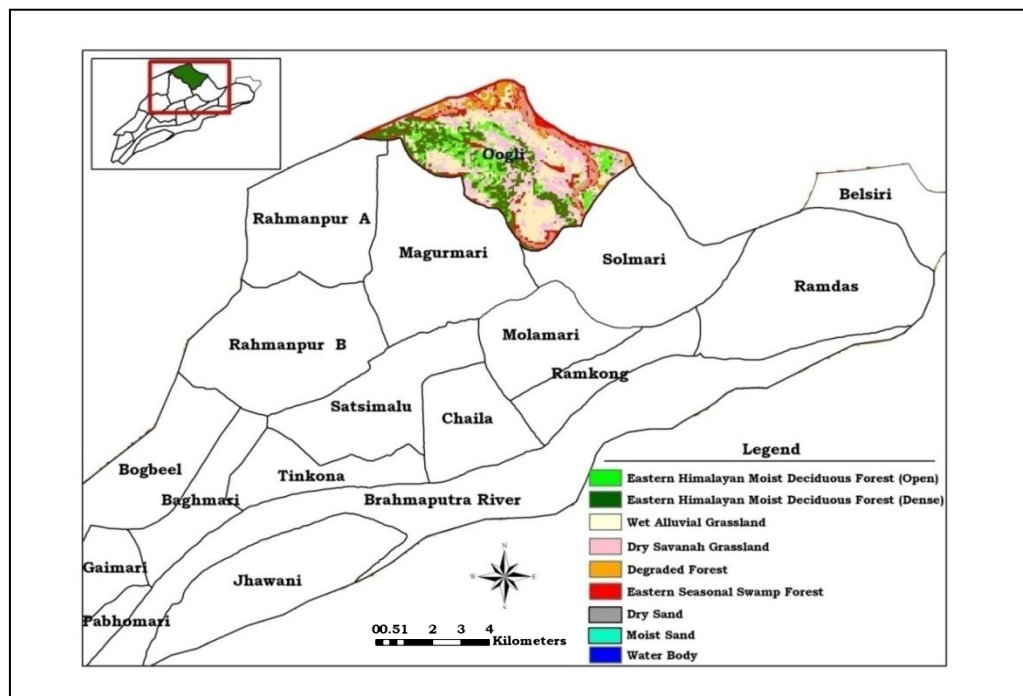 Oogli
Belsiri
Rahmanpur A
Magurmari
Solmari
Ramdas
Molamari
Rahmanpur B
Ramkong
Satsimalu
Chaila
Legend
Bogbeel
Tinkona
Baghmari
Brahmaputra River
Eastern Himalayan Moist Deciduous Forest (Open)
Eastern Himalayan Moist Deciduous Forest (Dense)
Wet Alluvial Grassland
Dry Savanah Grassland
Degraded Forest
Eastern Seasonal Swamp Forest
Dry Sand
Moist Sand
Water Body
Gaimari
Jhawani
Pabhomari
N
W E
S
00.51 2 3 4
Kilometers